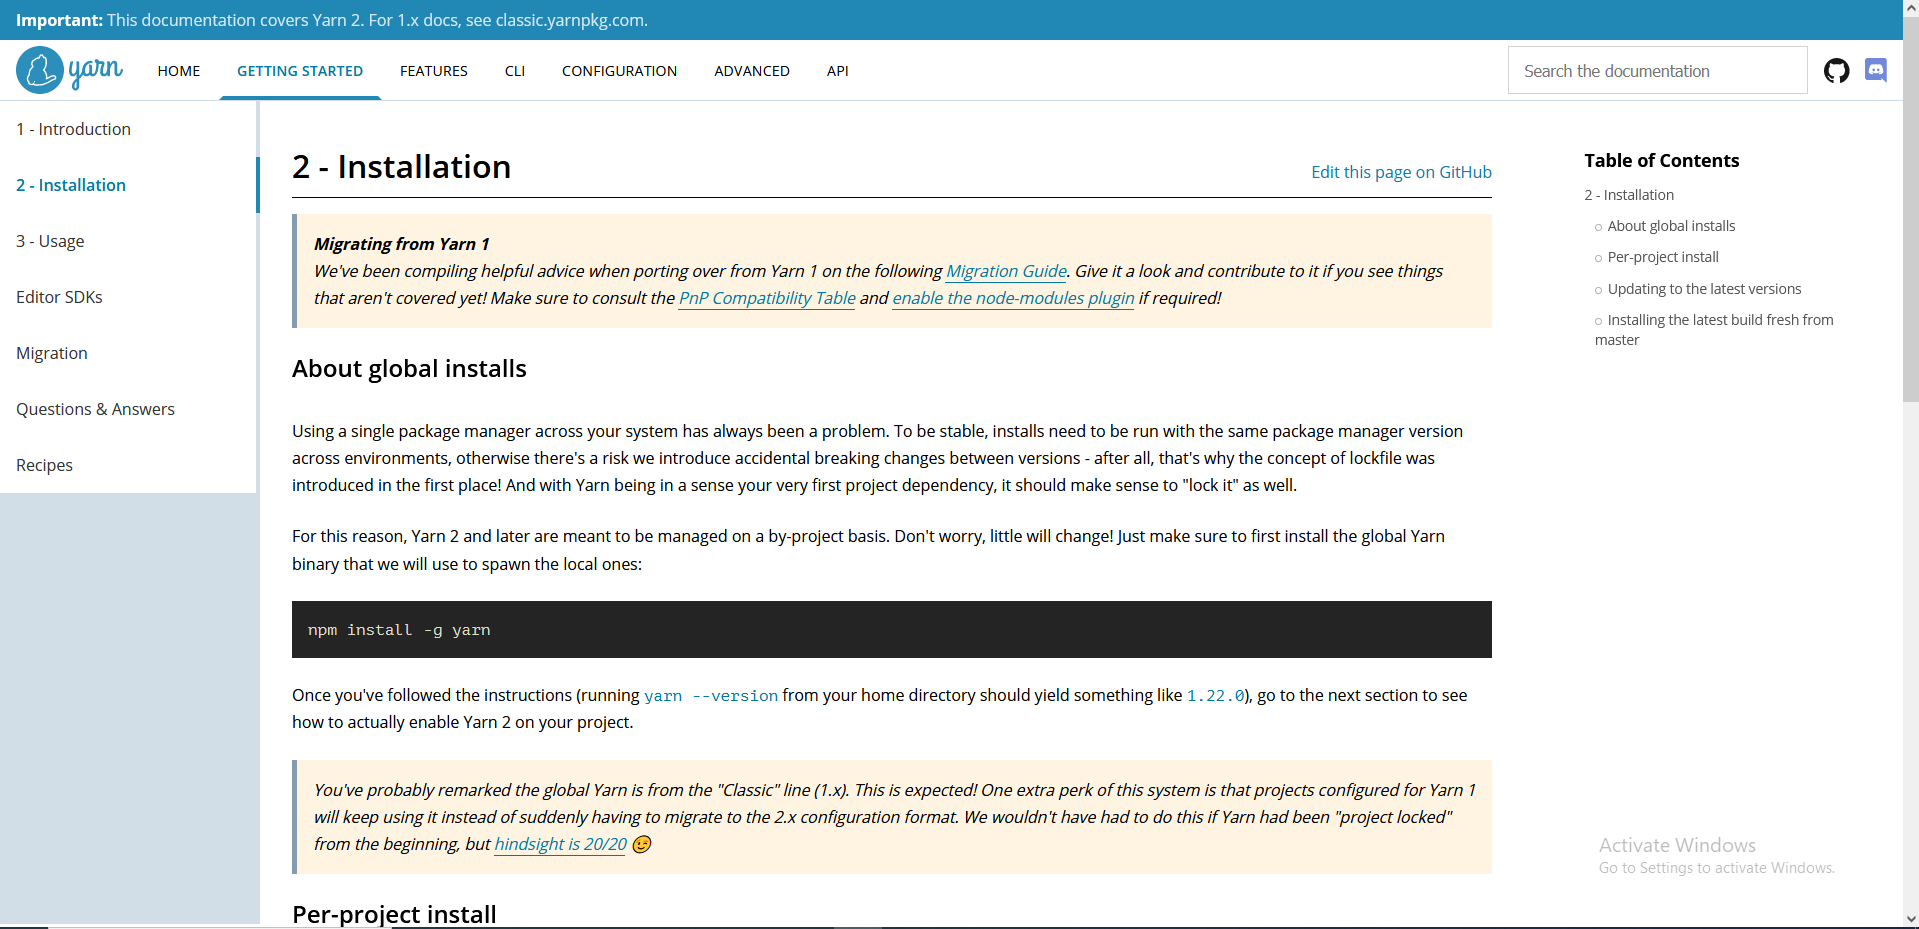 Important: This documentation covers Yarn 2. For 1.x docs, see classic.yarnpkg.com.
yarn
HOME
GETTING STARTED
FEATURES
CLI
CONFIGURATION
ADVANCED
API
Search the documentation
1 - Introduction
2 - Installation
3 - Usage
Editor SDKs
Migration
Questions & Answers
Recipes
2 - Installation
Edit this page on GitHub
Migrating from Yarn 1
We've been compiling helpful advice when porting over from Yarn 1 on the following Migration Guide. Give it a look and contribute to it if you see things
that aren't covered yet! Make sure to consult the PnP Compatibility Table and enable the node-modules plugin if required!
About global installs
Using a single package manager across your system has always been a problem. To be stable, installs need to be run with the same package manager version
across environments, otherwise there's a risk we introduce accidental breaking changes between versions - after all, that's why the concept of lockfile was
introduced in the first place! And with Yarn being in a sense your very first project dependency, it should make sense to "lock it" as well.
For this reason, Yarn 2 and later are meant to be managed on a by-project basis. Don't worry, little will change! Just make sure to first install the global Yarn
binary that we will use to spawn the local ones:
npm install -g yarn
Once you've followed the instructions (running yarn --version from your home directory should yield something like 1.22.0), go to the next section to see
how to actually enable Yarn 2 on your project.
You've probably remarked the global Yarn is from the "Classic" line (1.x). This is expected! One extra perk of this system is that projects configured for Yarn 1
will keep using it instead of suddenly having to migrate to the 2.x configuration format. We wouldn't have had to do this if Yarn had been "project locked"
from the beginning, but hindsight is 20/20 😉
Per-project install
Table of Contents
2 - Installation
About global installs
Per-project install
Updating to the latest versions
Installing the latest build fresh from
master
Activate Windows
Go to Settings to activate Windows.